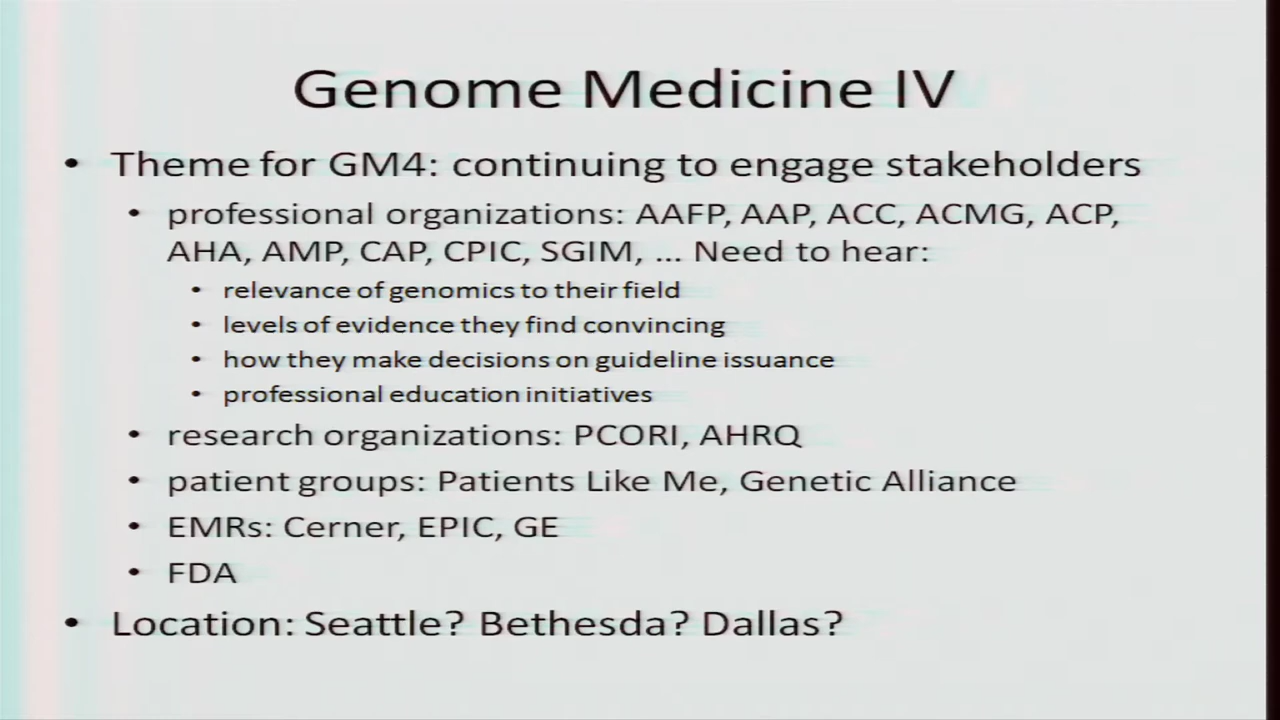 Genome Medicine IV
• Theme for GM4: continuing to engage stakeholders
• professional organizations: AAFP, AAP, ACC, ACMG, ACP,
AHA, AMP, CAP, CPIC, SGIM, ... Need to hear:
• relevance of genomics to their field
• levels of evidence they find convincing
• how they make decisions on guideline issuance
• professional education initiatives
• research organizations: PCORI, AHRQ
• patient groups: Patients Like Me, Genetic Alliance
• EMRs: Cerner, EPIC, GE
• FDA
• Location: Seattle? Bethesda? Dallas?